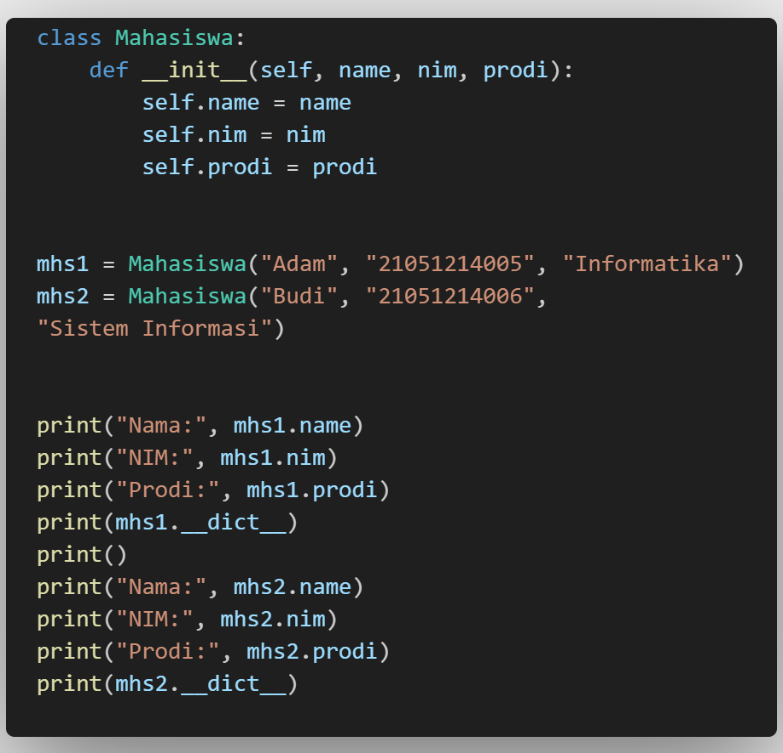 class Mahasiswa:
    def __init__(self, name, nim, prodi):
        self.name = name
        self.nim = nim
        self.prodi = prodi
mhs1 = Mahasiswa("Adam", "21051214005", "Informatika")
mhs2 = Mahasiswa("Budi", "21051214006",
"Sistem Informasi")
print("Nama:", mhs1.name)
print("NIM:", mhs1.nim)
print("Prodi:", mhs1.prodi)
print(mhs1.__dict__)
print()
print("Nama:", mhs2.name)
print("NIM:", mhs2.nim)
print("Prodi:", mhs2.prodi)
print(mhs2.__dict__)